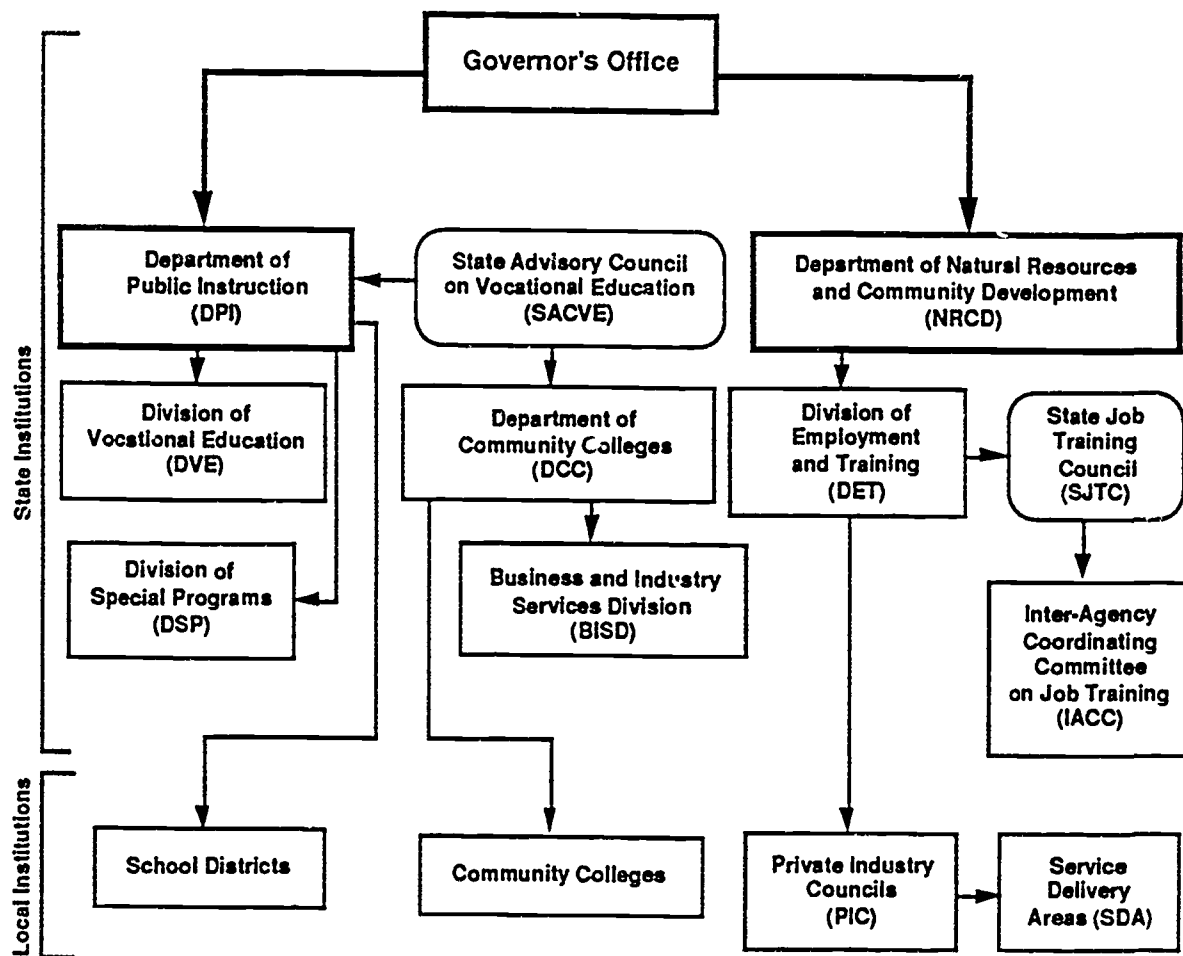 Governor's Office
State Institutions
Department of
Public Instruction
(DPI)
State Advisory Council
on Vocational Education
(SACVE)
Department of Natural Resources
and Community Development
(NRCD)
Division of
Vocational Education
(DVE)
Department of
Community Colleges
(DCC)
Division of
Employment
and Training
(DET)
State Job
Training
Council
(SJTC)
Division of
Special Programs
(DSP)
Business and Industry
Services Division
(BISD)
Inter-Agency
Coordinating
Committee
on Job Training
(IACC)
Local Institutions
School Districts
Community Colleges
Private Industry
Councils
(PIC)
Service
Delivery
Areas (SDA)